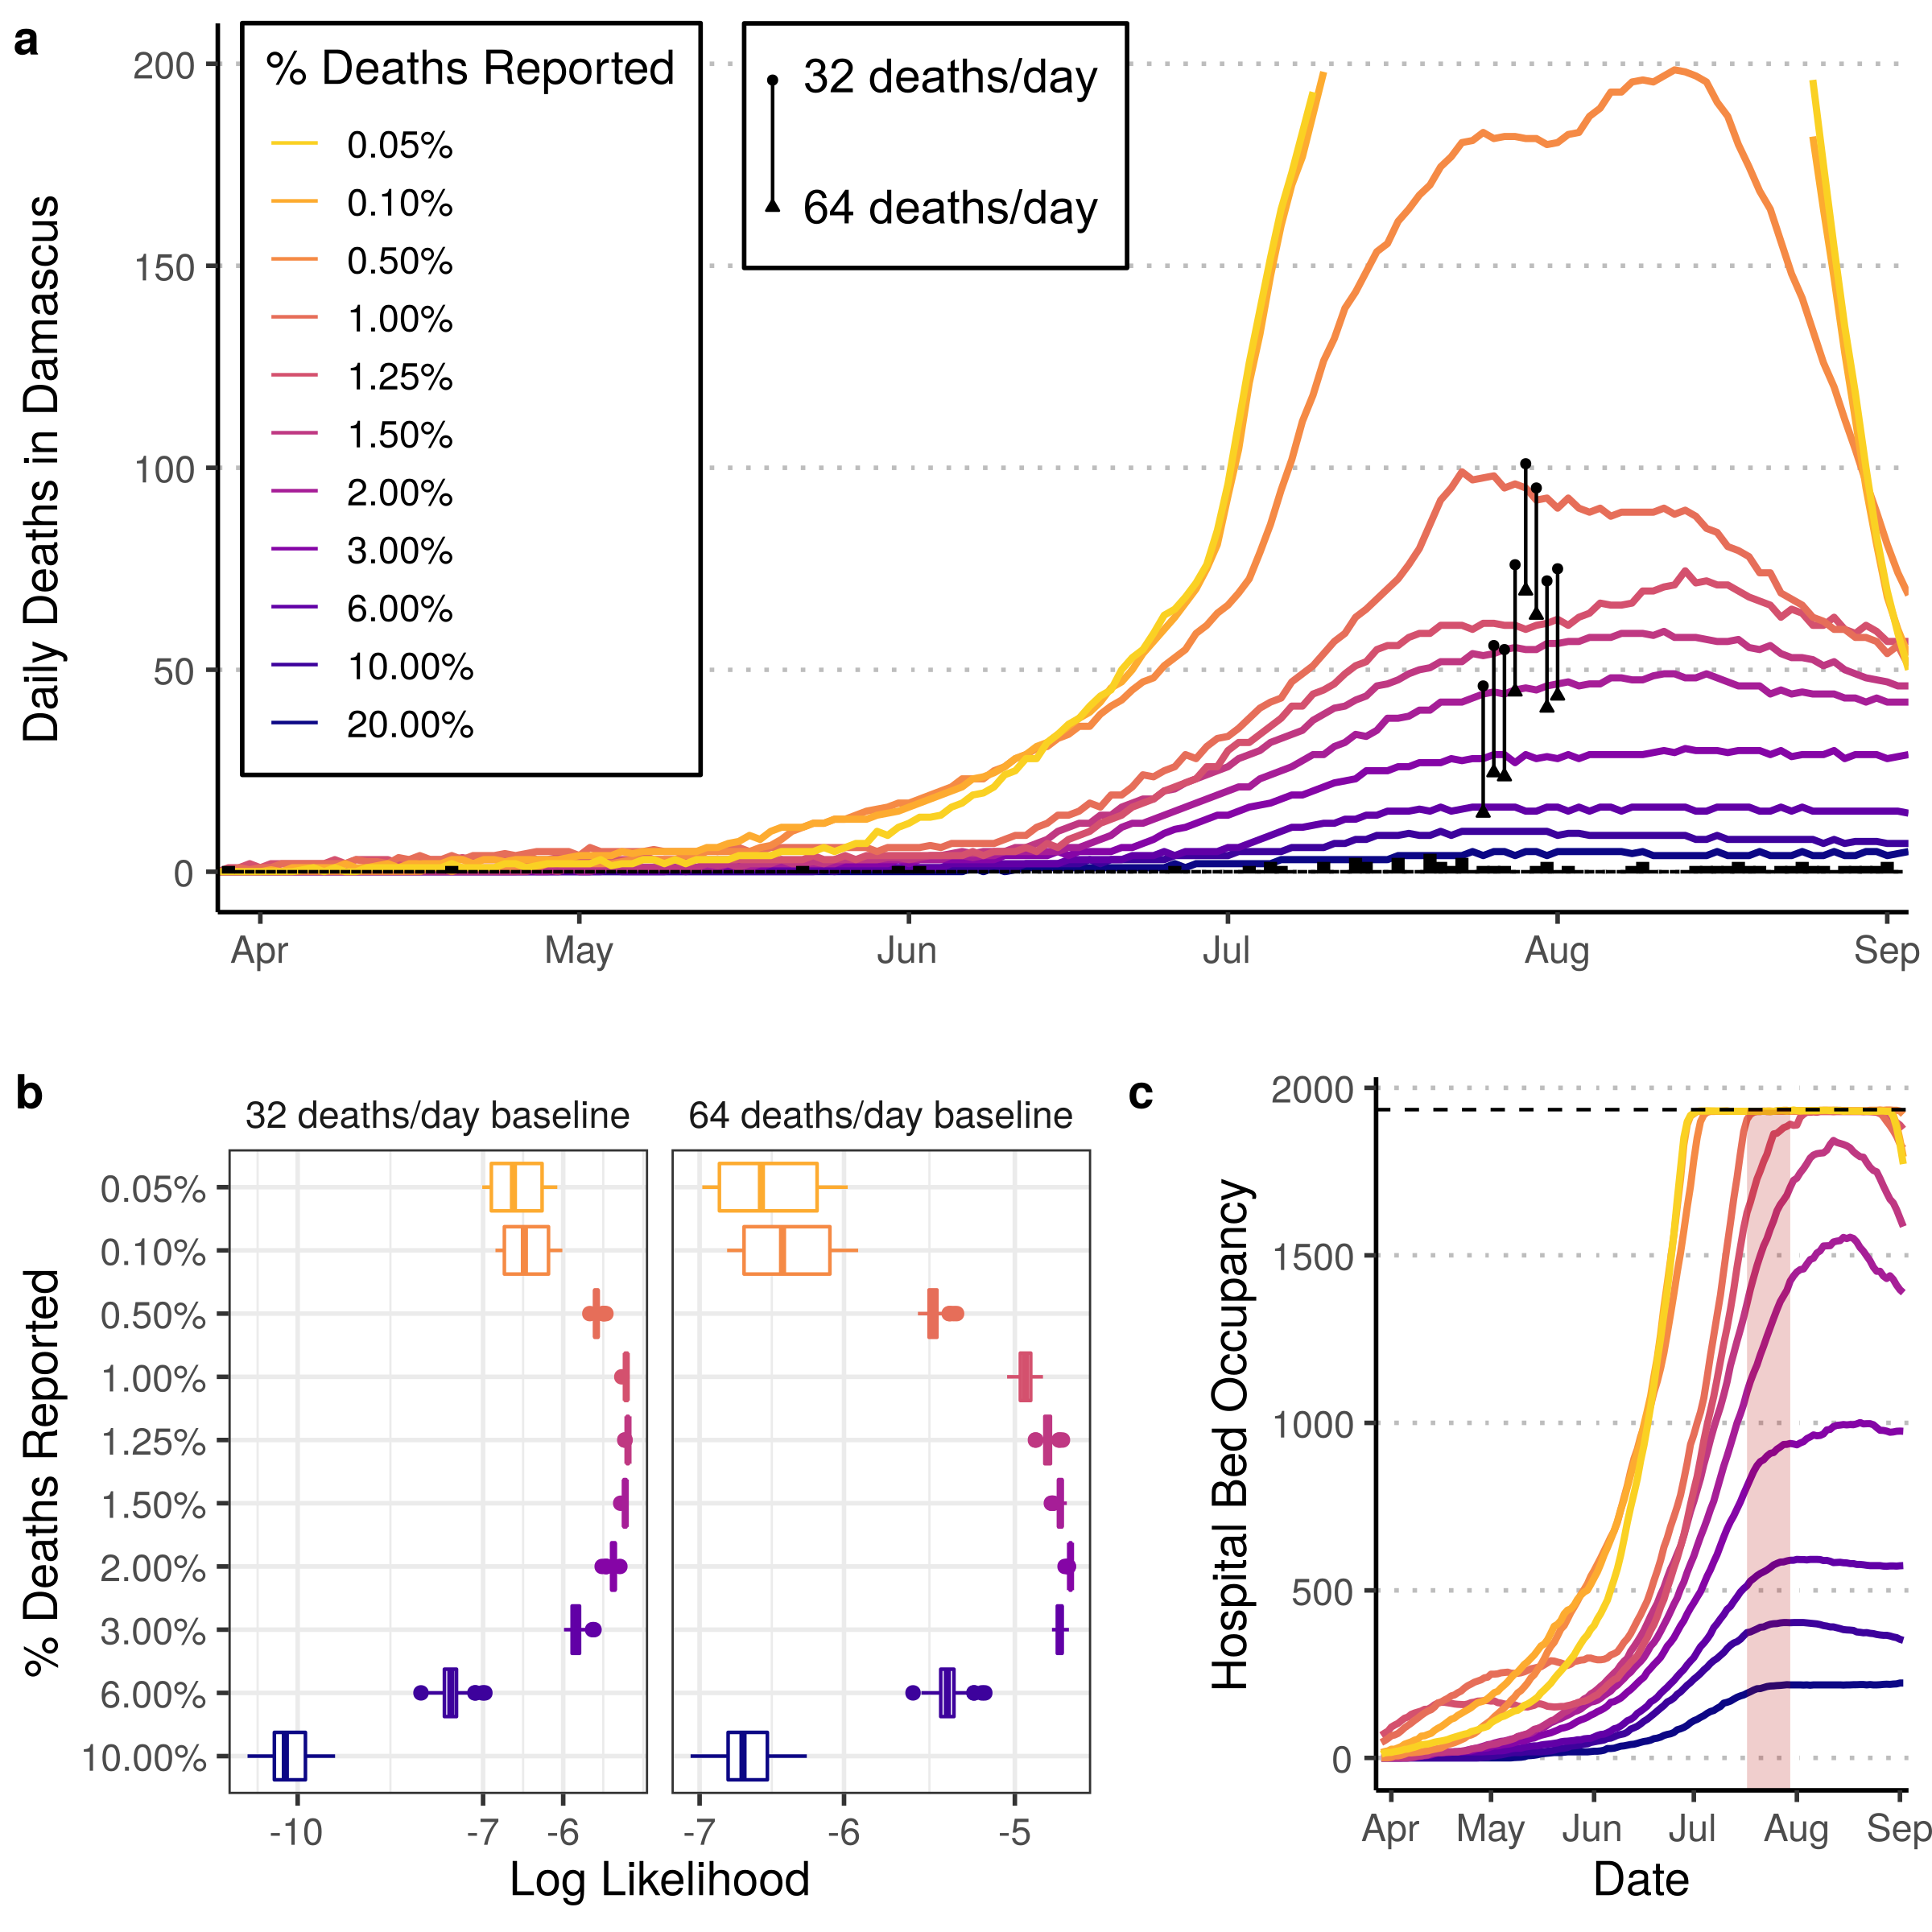 a
Daily Deaths in Damascus
200
150
100
50
0
% Deaths Reported
0.05%
0.10%
0.50%
1.00%
1.25%
1.50%
2.00%
3.00%
6.00%
10.00%
20.00%
32 deaths/day
64 deaths/day
Apr May Jun Jul Aug Sep
b
32 deaths/day baseline 64 deaths/day baseline
% Deaths Reported
0.05%
0.10%
0.50%
1.00%
1.25%
1.50%
2.00%
3.00%
6.00%
10.00%
-10 -7 -6 -7 -6 -5
Log Likelihood
c
Hospital Bed Occupancy
2000
1500
1000
500
0
Apr May Jun Jul Aug Sep
Date